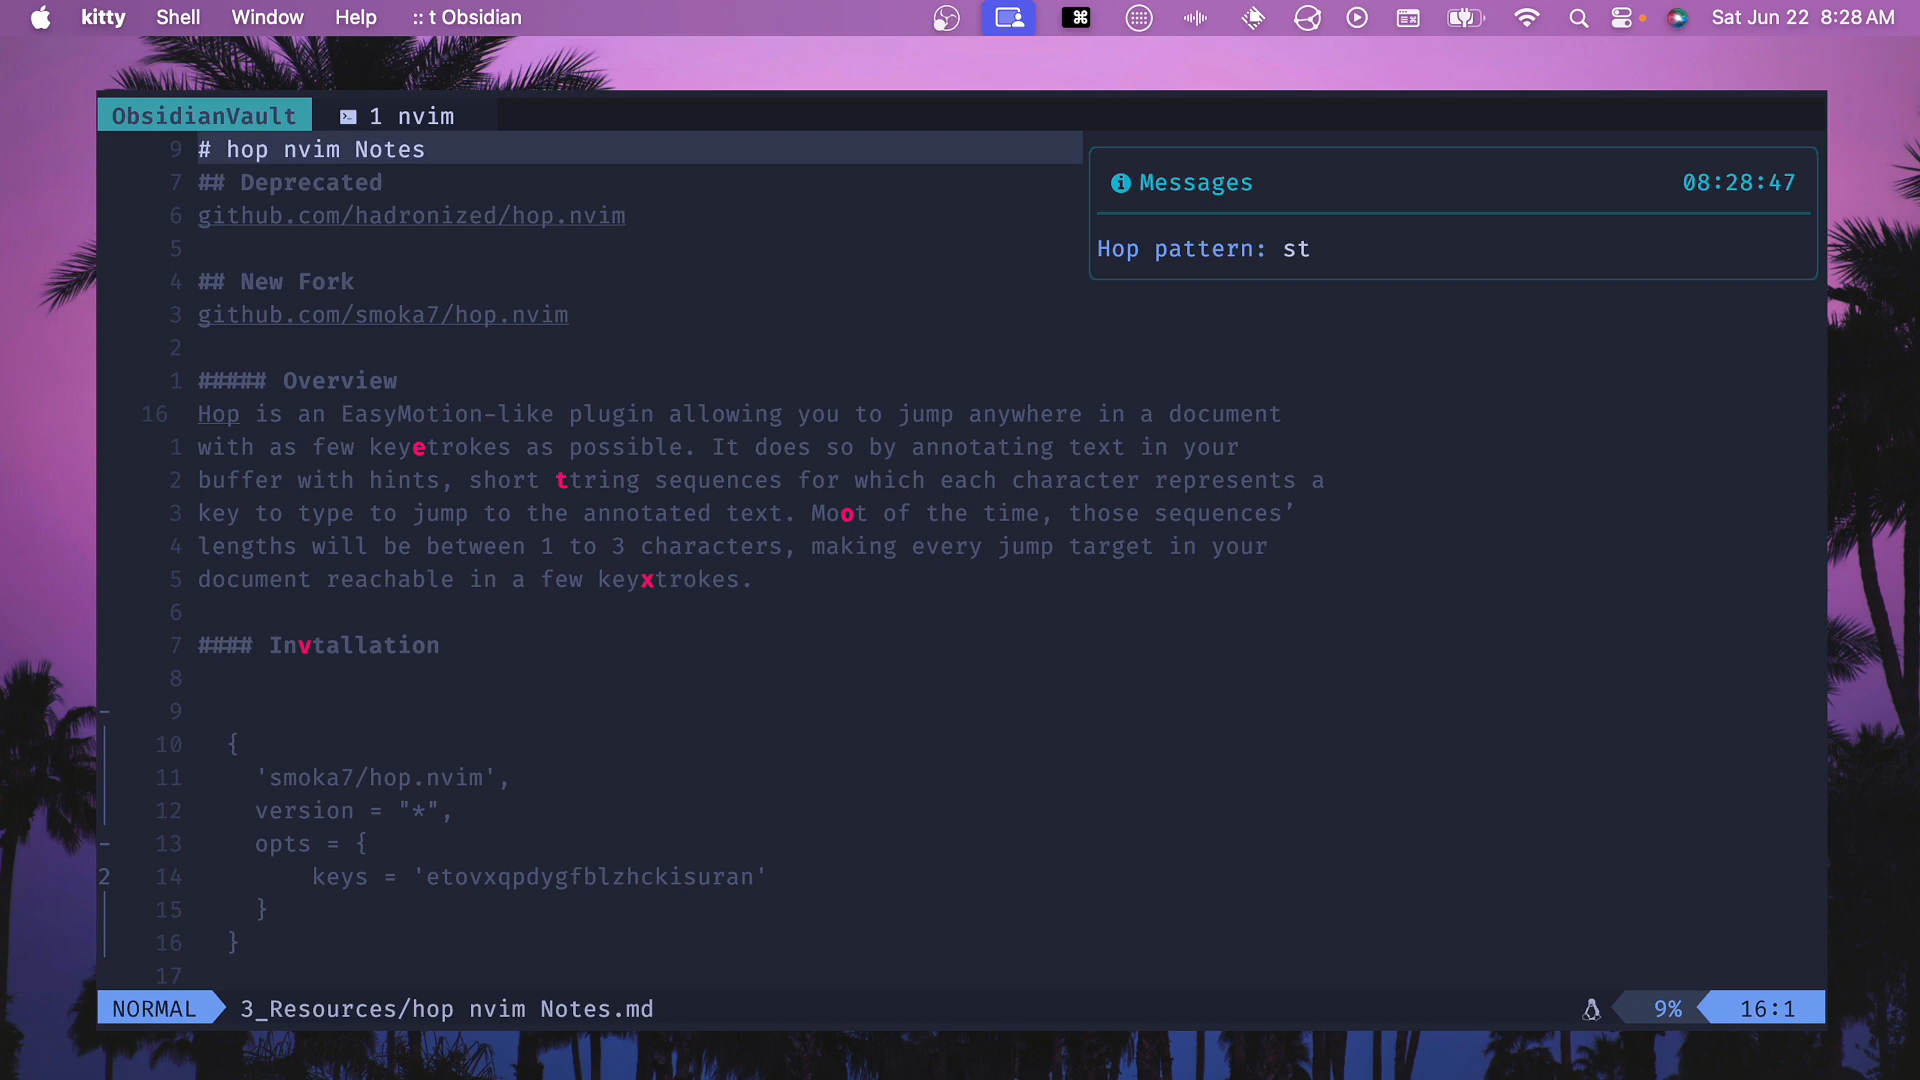 kitty Shell Window Help :: t Obsidian Sat Jun 22 8:28 AM
ObsidianVault 1 nvim
9 # hop nvim Notes
7 ## Deprecated
6 github.com/hadronized/hop.nvim
5
4 ## New Fork
3 github.com/smoka7/hop.nvim
2
1 ##### Overview
16 Hop is an EasyMotion-like plugin allowing you to jump anywhere in a document
1 with as few keyetrokes as possible. It does so by annotating text in your
2 buffer with hints, short ttring sequences for which each character represents a
3 key to type to jump to the annotated text. Moot of the time, those sequences’
4 lengths will be between 1 to 3 characters, making every jump target in your
5 document reachable in a few keyxtrokes.
6
7 #### Invtallation
8
9
10 {
11 'smoka7/hop.nvim',
12 version = "*",
13 opts = {
2 14 keys = 'etovxqpdygfblzhckisuran'
15 }
16 }
17
Messages 08:28:47
Hop pattern: st
NORMAL 3_Resources/hop nvim Notes.md 9% 16:1